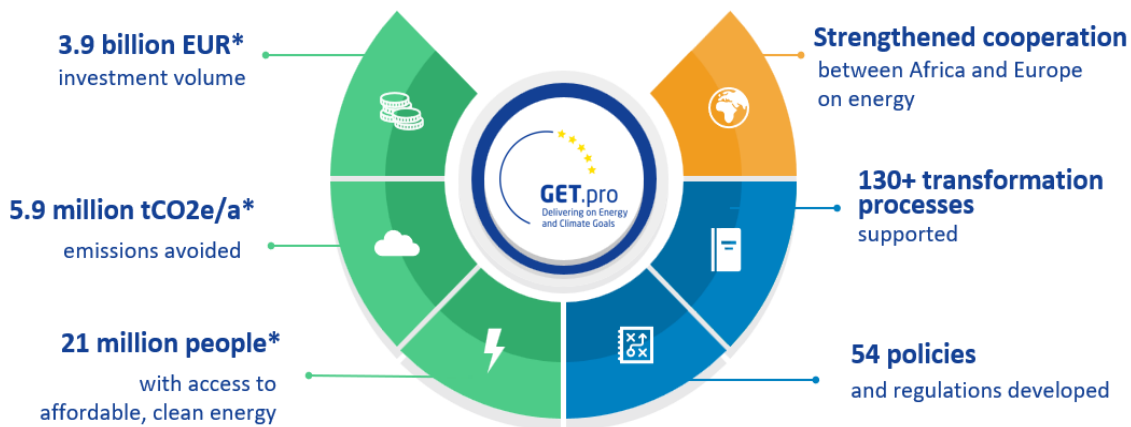 3.9 billion EUR*
investment volume
5.9 million tCO2e/a*
emissions avoided
21 million people*
with access to
affordable, clean energy
GET.pro
Delivering on Energy
and Climate Goals
Strengthened cooperation
between Africa and Europe
on energy
130+ transformation
processes
supported
54 policies
and regulations developed